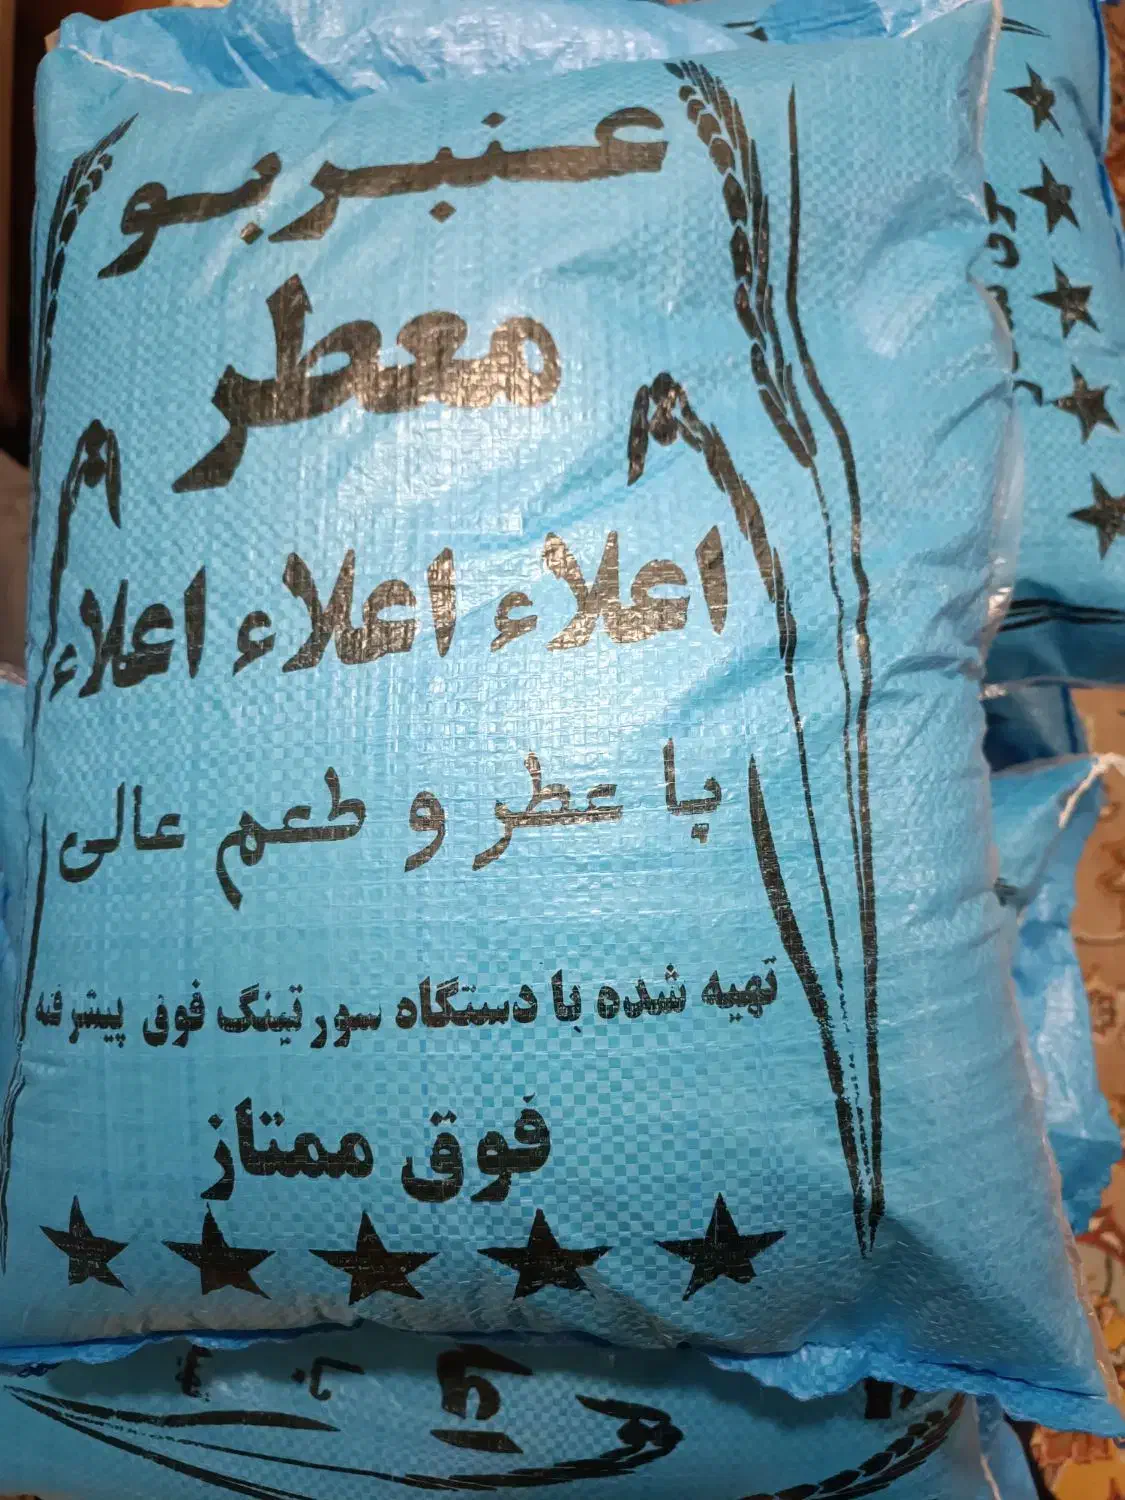 عنبربو
معطر
اعلاء اعلاء اعلاء
با عطر و طعم عالی
تهیه شده با دستگاه سورتینگ فوق پیشرفته
فوق ممتاز